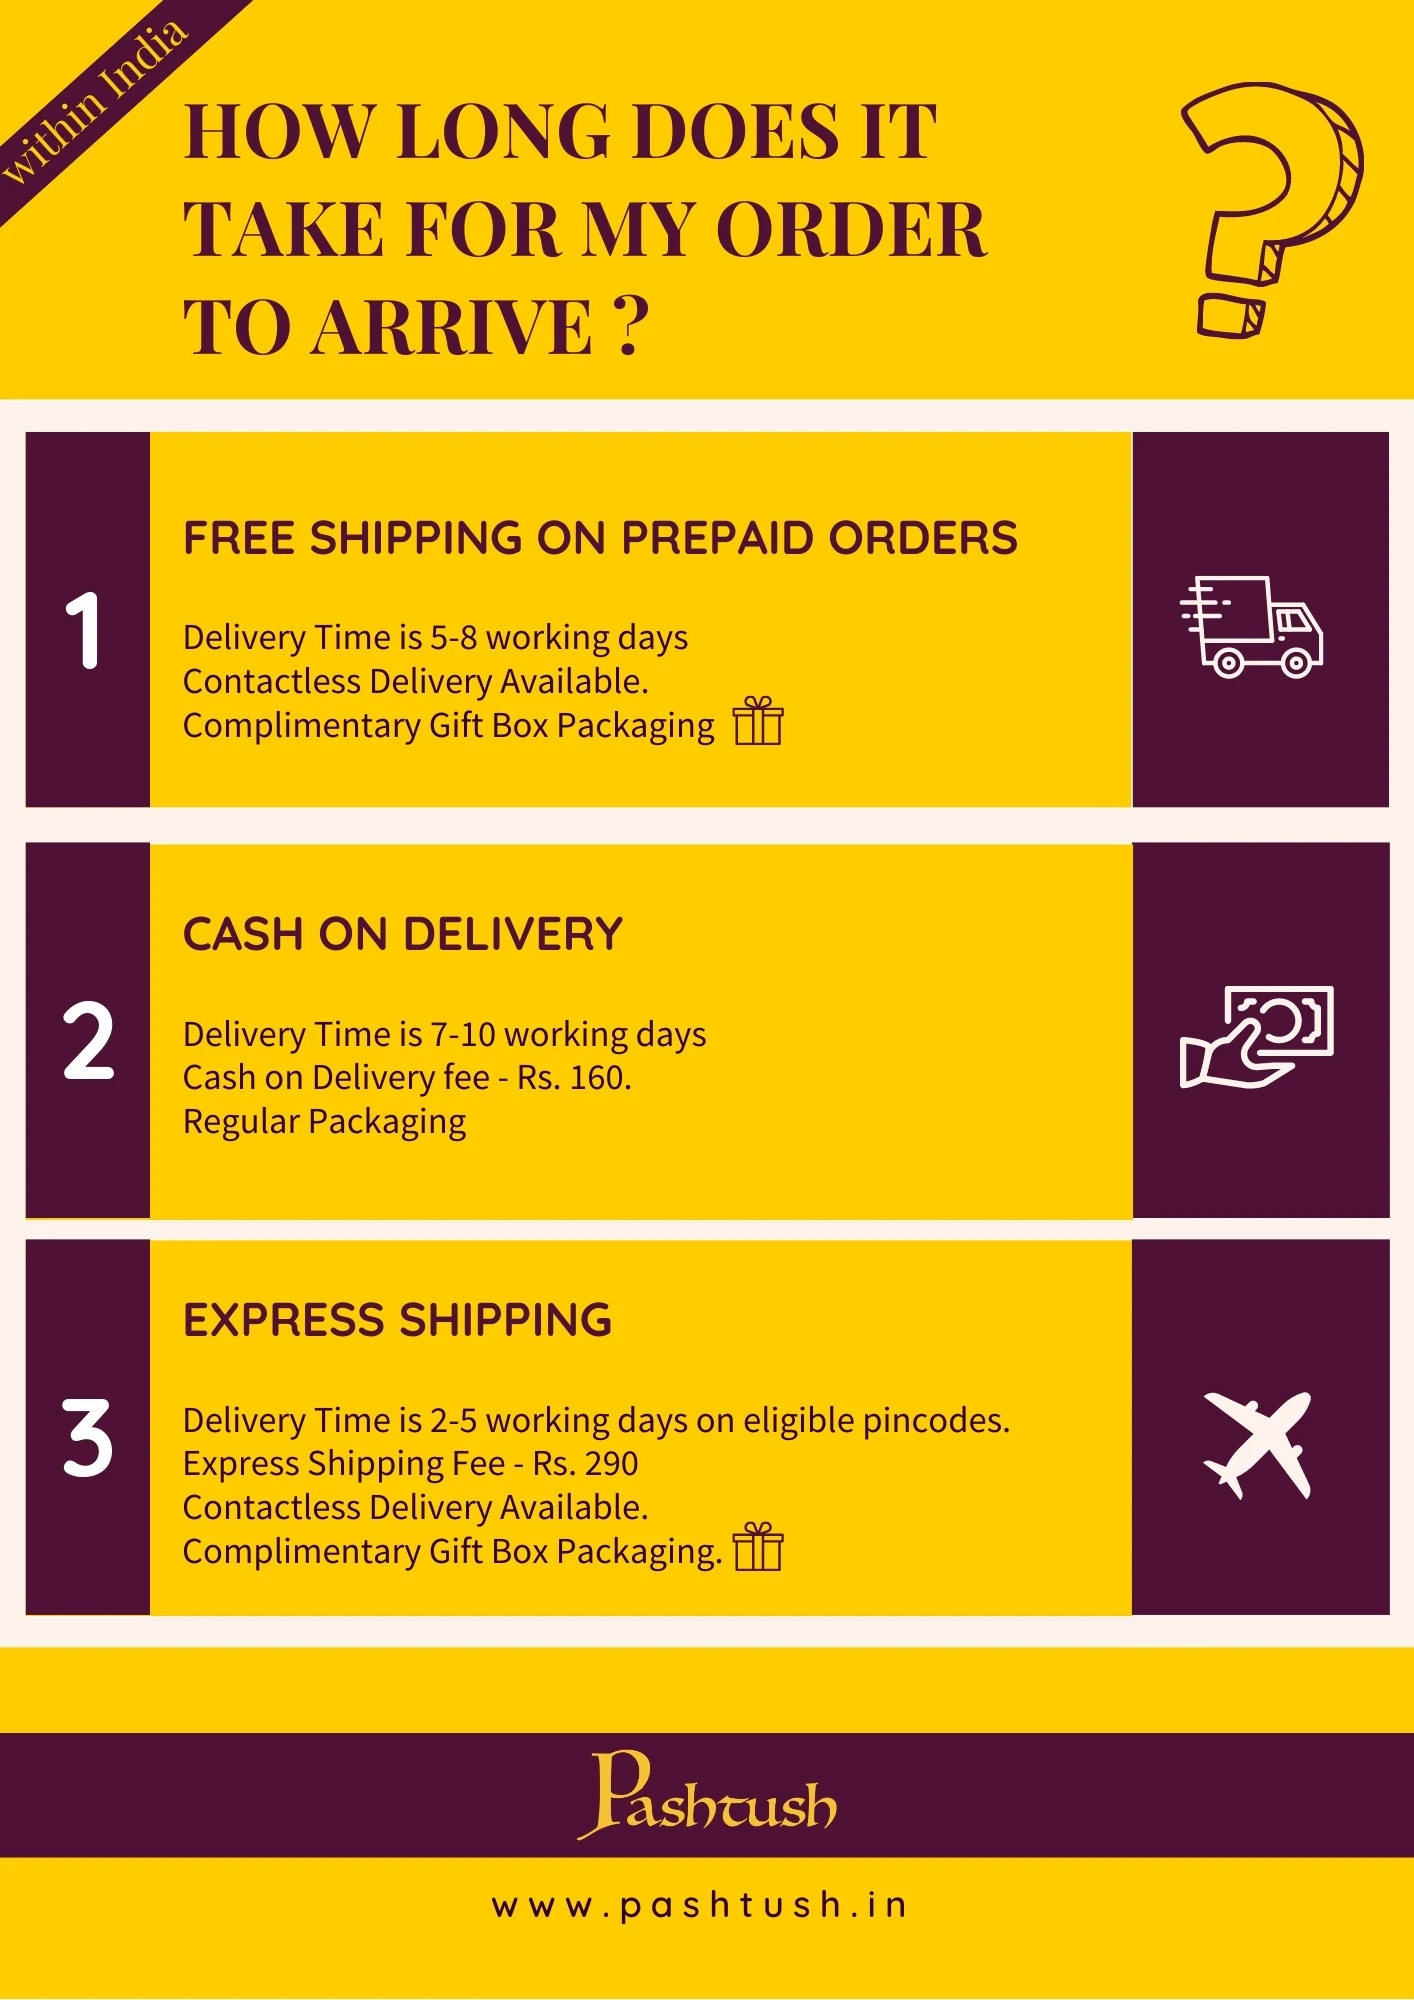 within India
HOW LONG DOES IT
TAKE FOR MY ORDER
TO ARRIVE ?
1
FREE SHIPPING ON PREPAID ORDERS
Delivery Time is 5-8 working days
Contactless Delivery Available.
Complimentary Gift Box Packaging
2
CASH ON DELIVERY
Delivery Time is 7-10 working days
Cash on Delivery fee - Rs. 160.
Regular Packaging
3
EXPRESS SHIPPING
Delivery Time is 2-5 working days on eligible pincodes.
Express Shipping Fee - Rs. 290
Contactless Delivery Available.
Complimentary Gift Box Packaging.
Pashtush
www.pashtush.in